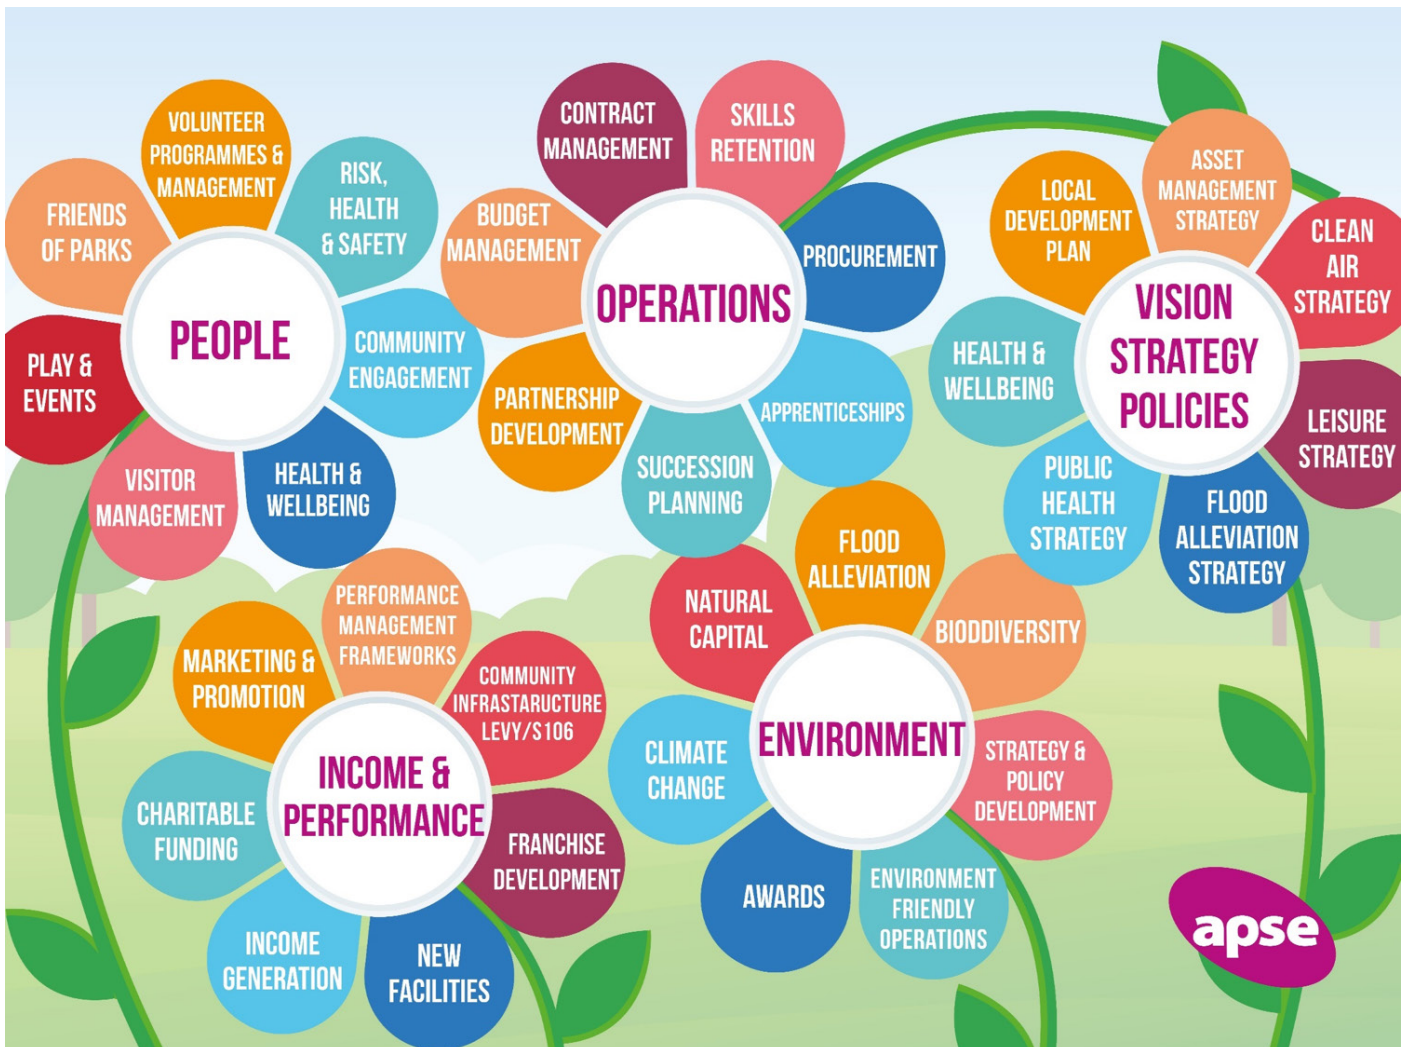 PEOPLE
VOLUNTEER
PROGRAMMES &
MANAGEMENT
RISK,
HEALTH
& SAFETY
COMMUNITY
ENGAGEMENT
HEALTH &
WELLBEING
VISITOR
MANAGEMENT
PLAY &
EVENTS
FRIENDS
OF PARKS
OPERATIONS
CONTRACT
MANAGEMENT
SKILLS
RETENTION
PROCUREMENT
APPRENTICESHIPS
SUCCESSION
PLANNING
PARTNERSHIP
DEVELOPMENT
BUDGET
MANAGEMENT
VISION
STRATEGY
POLICIES
ASSET
MANAGEMENT
STRATEGY
CLEAN
AIR
STRATEGY
LEISURE
STRATEGY
FLOOD
ALLEVIATION
STRATEGY
PUBLIC
HEALTH
STRATEGY
HEALTH &
WELLBEING
LOCAL
DEVELOPMENT
PLAN
INCOME &
PERFORMANCE
PERFORMANCE
MANAGEMENT
FRAMEWORKS
COMMUNITY
INFRASTARUCTURE
LEVY/S106
FRANCHISE
DEVELOPMENT
NEW
FACILITIES
INCOME
GENERATION
CHARITABLE
FUNDING
MARKETING &
PROMOTION
ENVIRONMENT
FLOOD
ALLEVIATION
BIODDIVERSITY
STRATEGY &
POLICY
DEVELOPMENT
ENVIRONMENT
FRIENDLY
OPERATIONS
AWARDS
CLIMATE
CHANGE
NATURAL
CAPITAL
apse